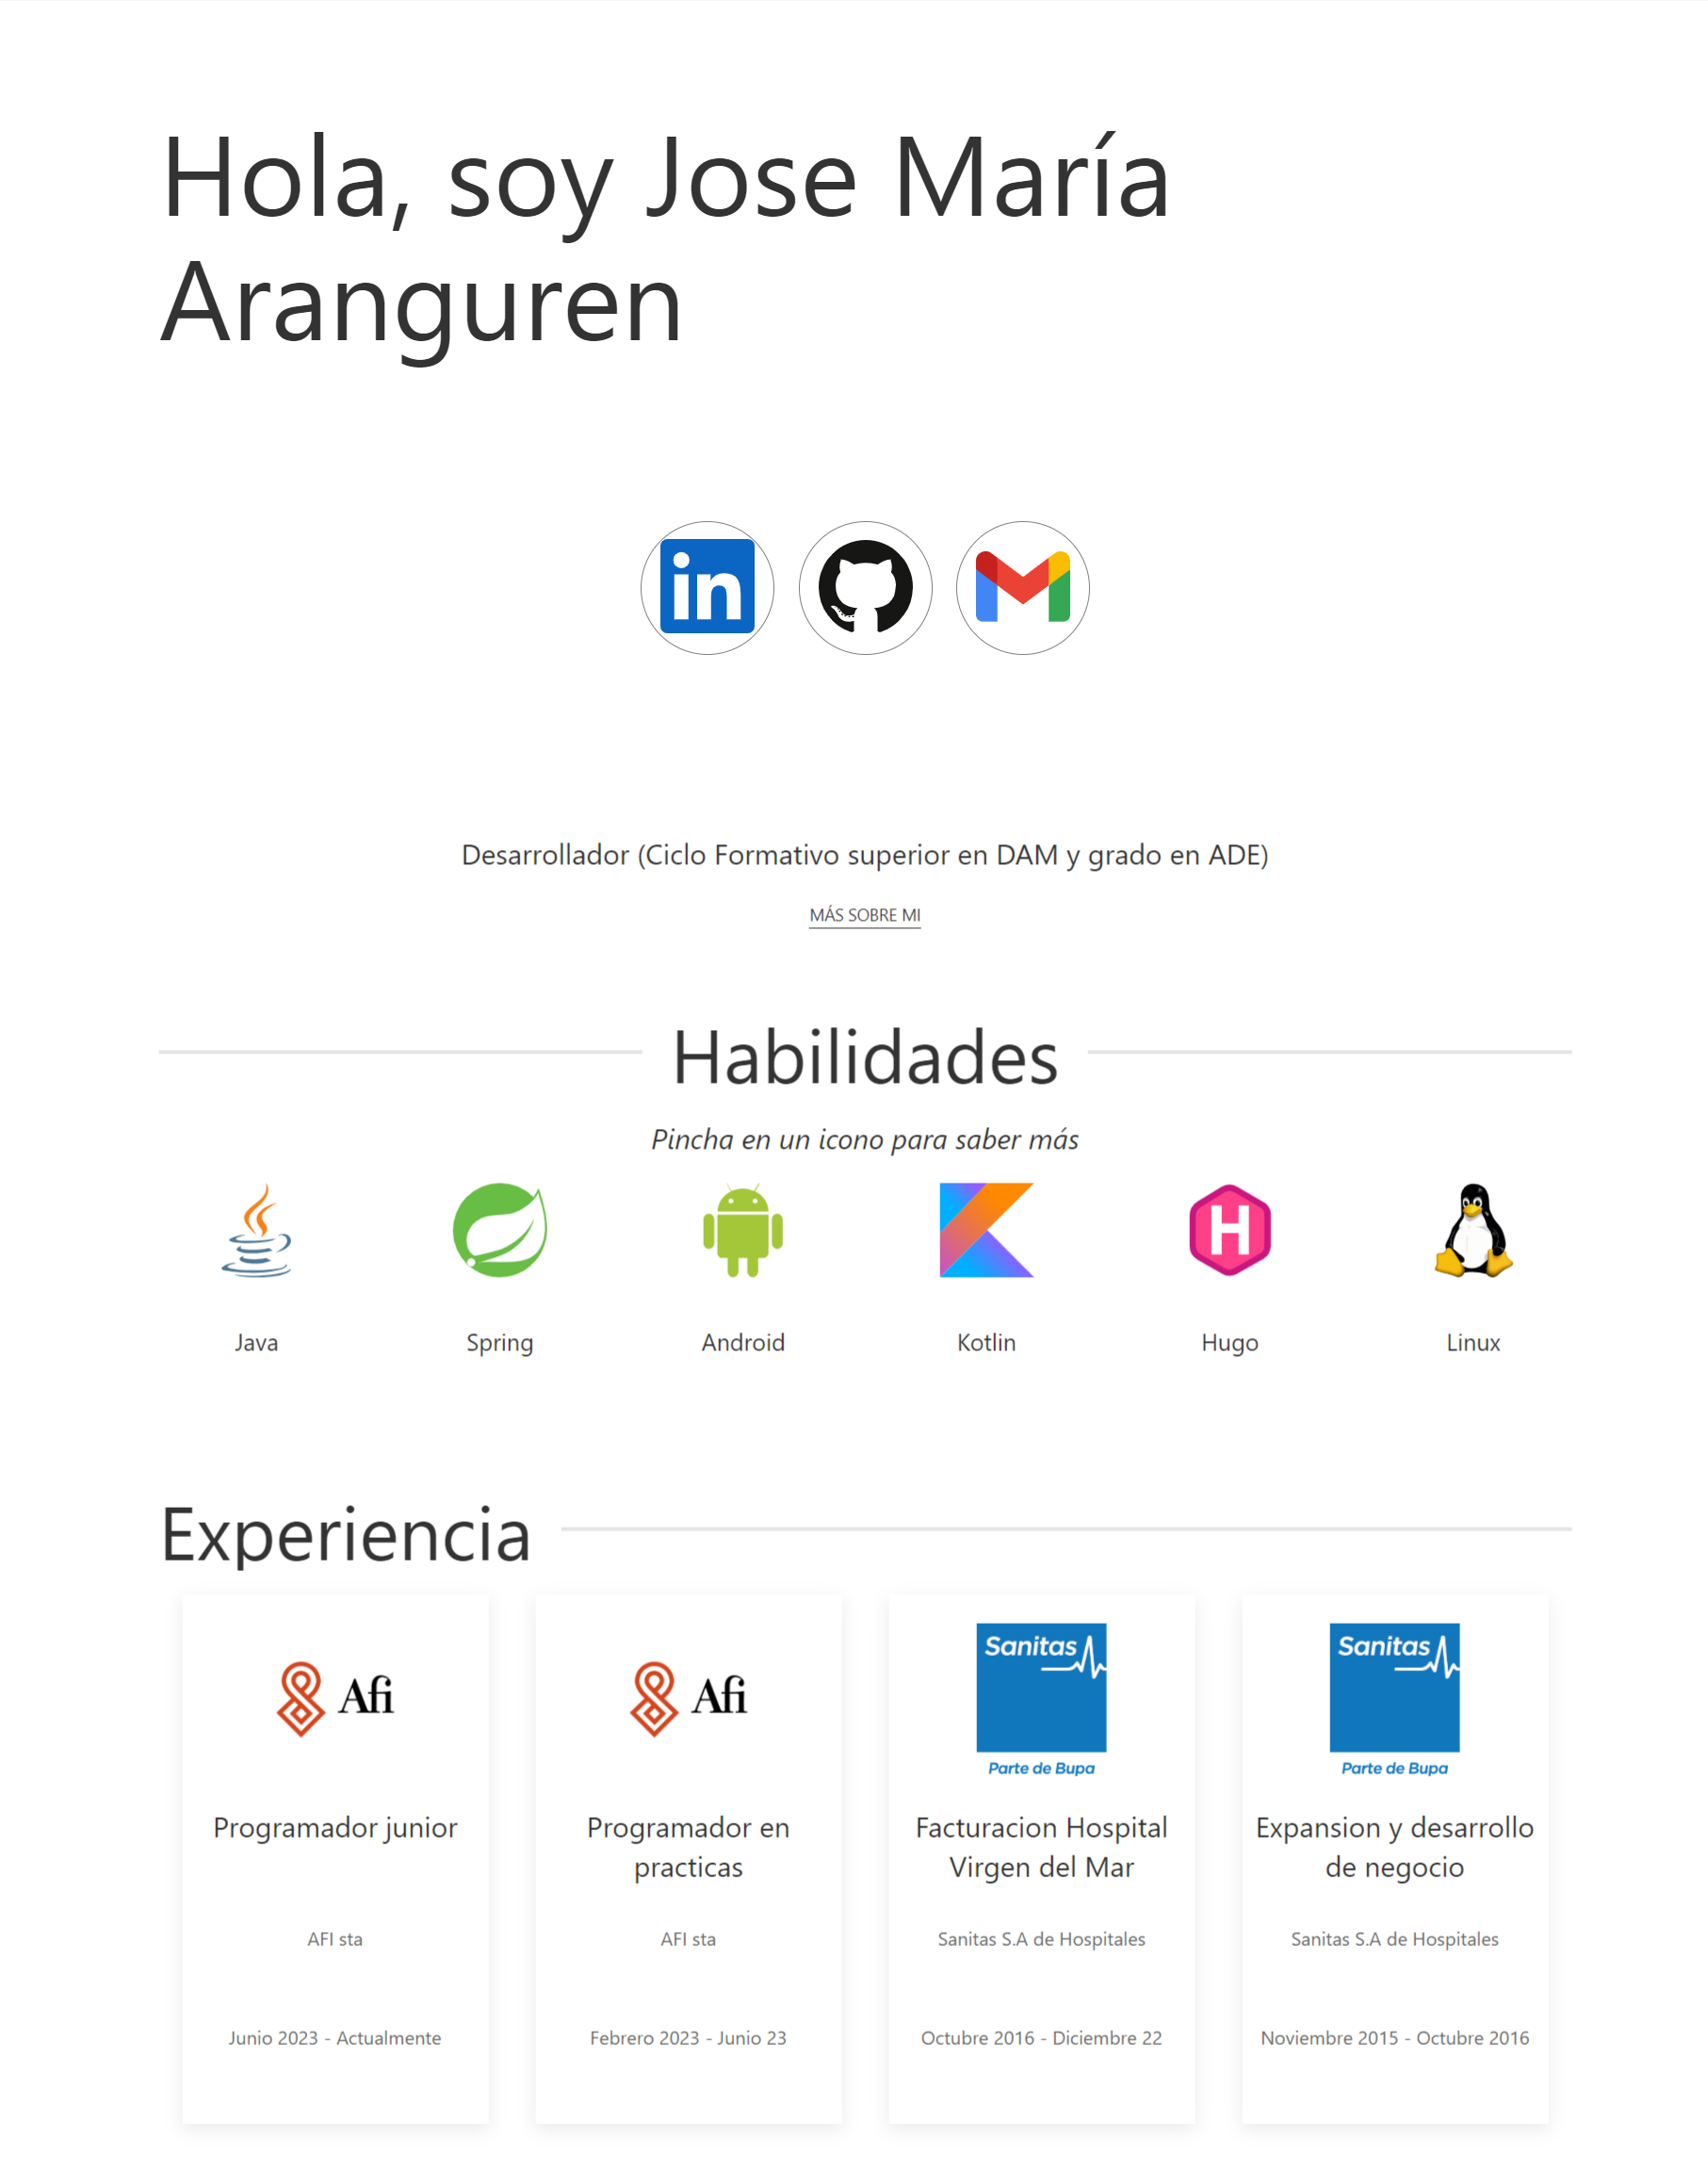 Hola, soy Jose María
Aranguren
in
Desarrollador (Ciclo Formativo superior en DAM y grado en ADE)
MÁS SOBRE MI
Habilidades
Pincha en un icono para saber más
H
Java
Spring
Android
Kotlin
Hugo
Linux
Experiencia
Afi
Programador junior
AFI sta
Junio 2023 - Actualmente
Afi
Programador en
practicas
AFI sta
Febrero 2023 - Junio 23
Sanitas
Parte de Bupa
Facturacion Hospital
Virgen del Mar
Sanitas S.A de Hospitales
Octubre 2016 - Diciembre 22
Sanitas
Parte de Bupa
Expansion y desarrollo
de negocio
Sanitas S.A de Hospitales
Noviembre 2015 - Octubre 2016